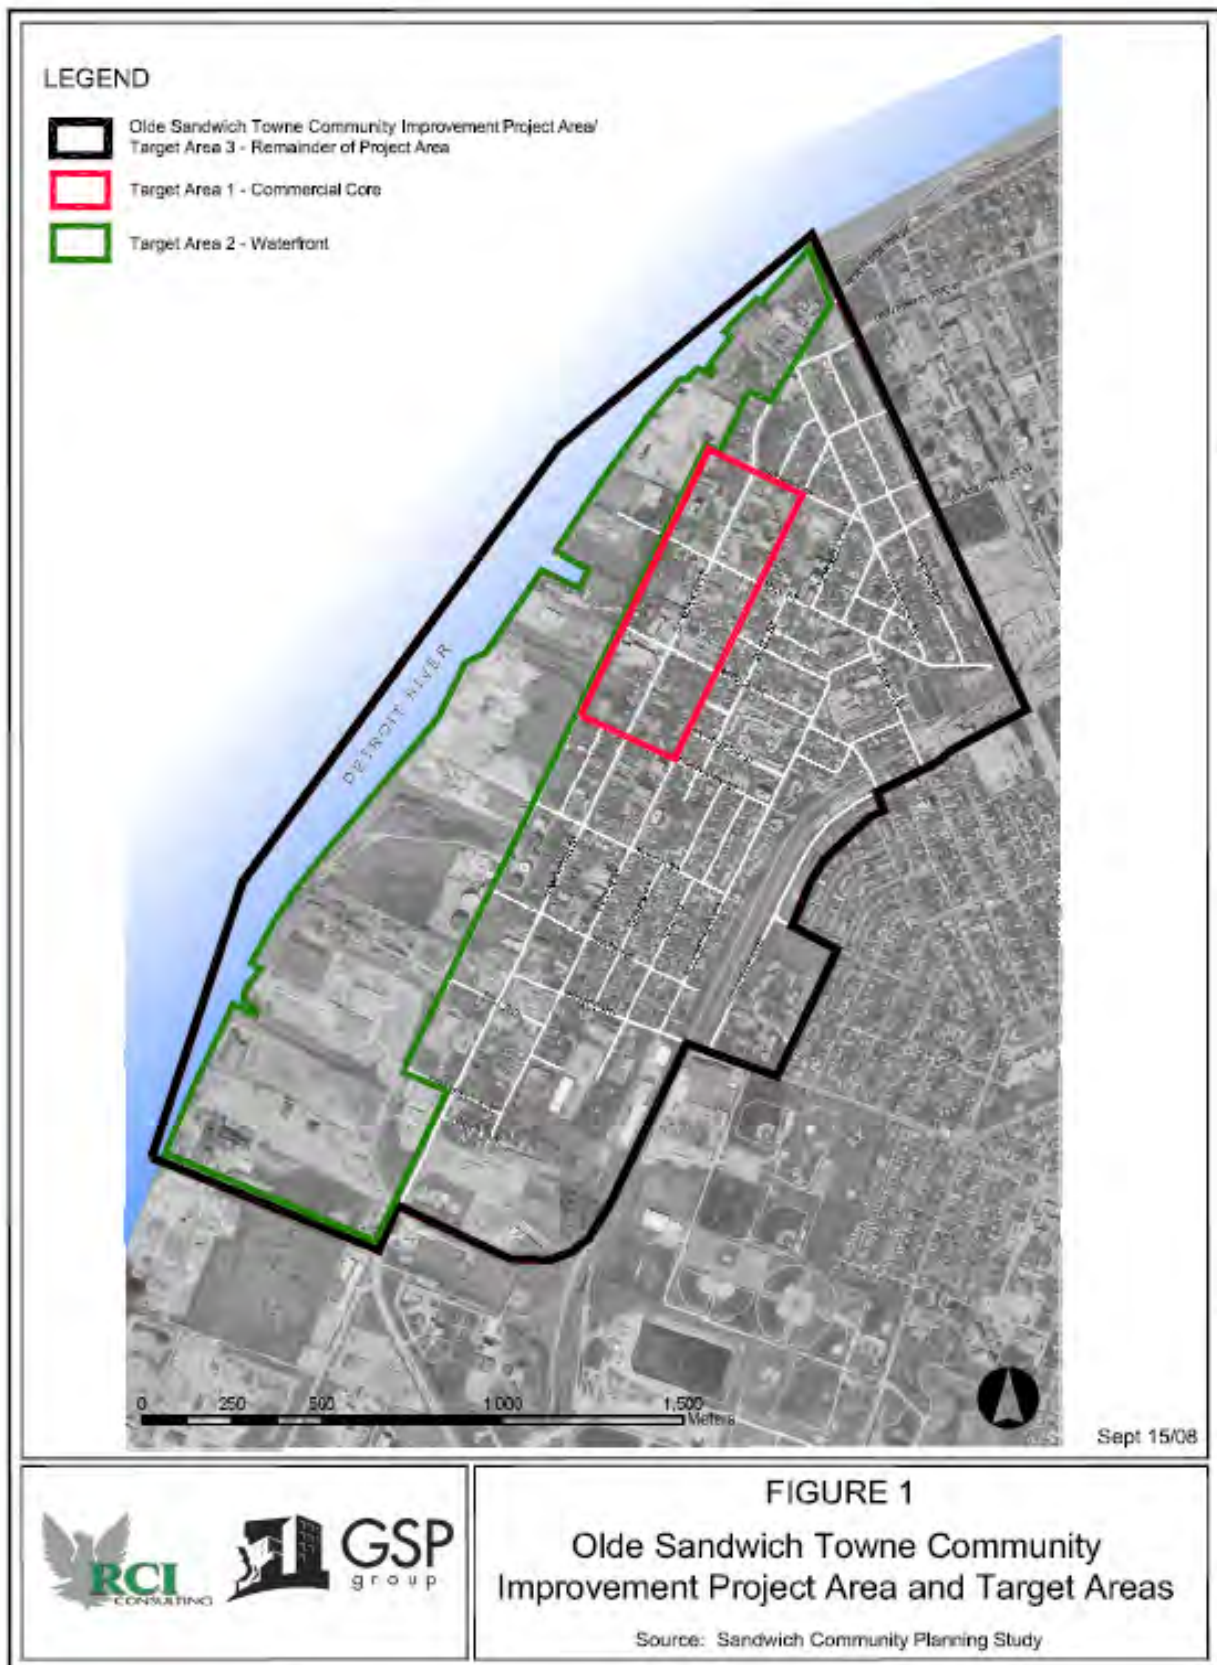 LEGEND
Olde Sandwich Towne Community Improvement Project Area/
Target Area 3 - Remainder of Project Area
Target Area 1 - Commercial Core
Target Area 2 - Waterfront
DETROIT RIVER
0 250 500 1000 1,500
Meters
Sept 15/08
RCI
CONSULTING
GSP
group
FIGURE 1
Olde Sandwich Towne Community
Improvement Project Area and Target Areas
Source: Sandwich Community Planning Study